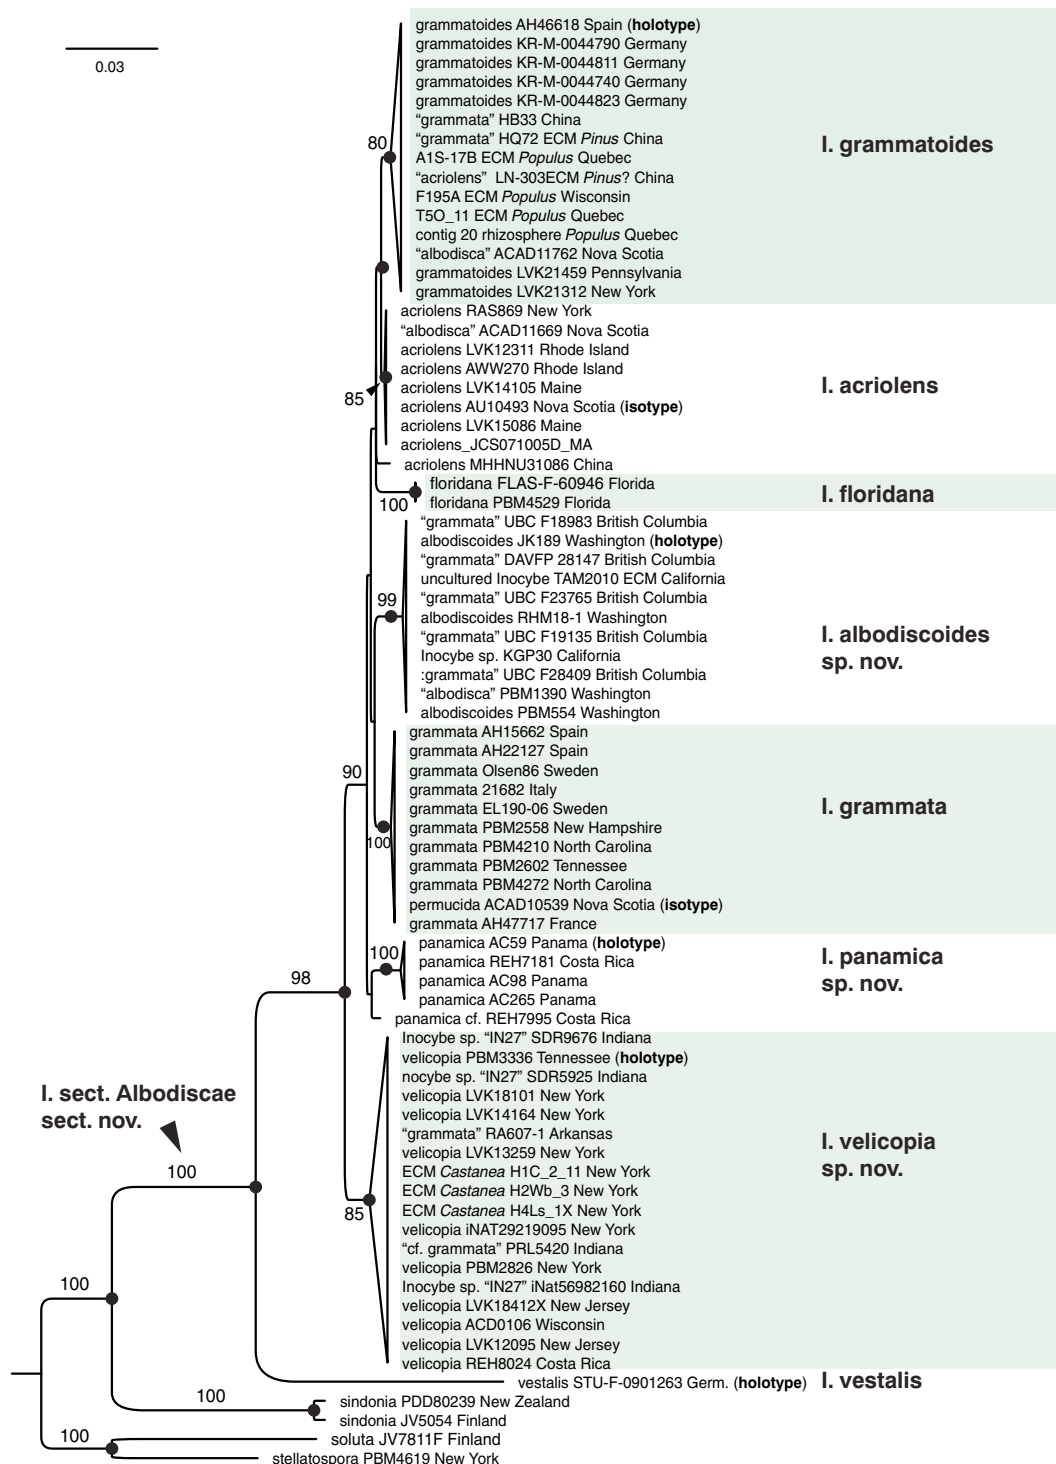 0.03
grammatoides AH46618 Spain (holotype)
grammatoides KR-M-0044790 Germany
grammatoides KR-M-0044811 Germany
grammatoides KR-M-0044740 Germany
grammatoides KR-M-0044823 Germany
“grammata” HB33 China
“grammata” HQ72 ECM Pinus China
A1S-17B ECM Populus Quebec
“acriolens” LN-303ECM Pinus? China
F195A ECM Populus Wisconsin
T5O_11 ECM Populus Quebec
contig 20 rhizosphere Populus Quebec
“albodisca” ACAD11762 Nova Scotia
grammatoides LVK21459 Pennsylvania
grammatoides LVK21312 New York
80
I. grammatoides
acriolens RAS869 New York
“albodisca” ACAD11669 Nova Scotia
acriolens LVK12311 Rhode Island
acriolens AWW270 Rhode Island
acriolens LVK14105 Maine
acriolens AU10493 Nova Scotia (isotype)
acriolens LVK15086 Maine
acriolens_JCS071005D_MA
acriolens MHHNU31086 China
85
I. acriolens
floridana FLAS-F-60946 Florida
floridana PBM4529 Florida
100
I. floridana
“grammata” UBC F18983 British Columbia
albodiscoides JK189 Washington (holotype)
“grammata” DAVFP 28147 British Columbia
uncultured Inocybe TAM2010 ECM California
“grammata” UBC F23765 British Columbia
albodiscoides RHM18-1 Washington
“grammata” UBC F19135 British Columbia
Inocybe sp. KGP30 California
:grammata” UBC F28409 British Columbia
“albodisca” PBM1390 Washington
albodiscoides PBM554 Washington
99
I. albodiscoides
sp. nov.
grammata AH15662 Spain
grammata AH22127 Spain
grammata Olsen86 Sweden
grammata 21682 Italy
grammata EL190-06 Sweden
grammata PBM2558 New Hampshire
grammata PBM4210 North Carolina
grammata PBM2602 Tennessee
grammata PBM4272 North Carolina
permucida ACAD10539 Nova Scotia (isotype)
grammata AH47717 France
90
100
I. grammata
panamica AC59 Panama (holotype)
panamica REH7181 Costa Rica
panamica AC98 Panama
panamica AC265 Panama
panamica cf. REH7995 Costa Rica
100
I. panamica
sp. nov.
98
Inocybe sp. “IN27” SDR9676 Indiana
velicopia PBM3336 Tennessee (holotype)
nocybe sp. “IN27” SDR5925 Indiana
velicopia LVK18101 New York
velicopia LVK14164 New York
“grammata” RA607-1 Arkansas
velicopia LVK13259 New York
ECM Castanea H1C_2_11 New York
ECM Castanea H2Wb_3 New York
ECM Castanea H4Ls_1X New York
velicopia iNAT29219095 New York
“cf. grammata” PRL5420 Indiana
velicopia PBM2826 New York
Inocybe sp. “IN27” iNat56982160 Indiana
velicopia LVK18412X New Jersey
velicopia ACD0106 Wisconsin
velicopia LVK12095 New Jersey
velicopia REH8024 Costa Rica
85
I. velicopia
sp. nov.
I. sect. Albodiscae
sect. nov.
100
vestalis STU-F-0901263 Germ. (holotype)
I. vestalis
100
sindonia PDD80239 New Zealand
sindonia JV5054 Finland
100
soluta JV7811F Finland
stellatospora PBM4619 New York
100